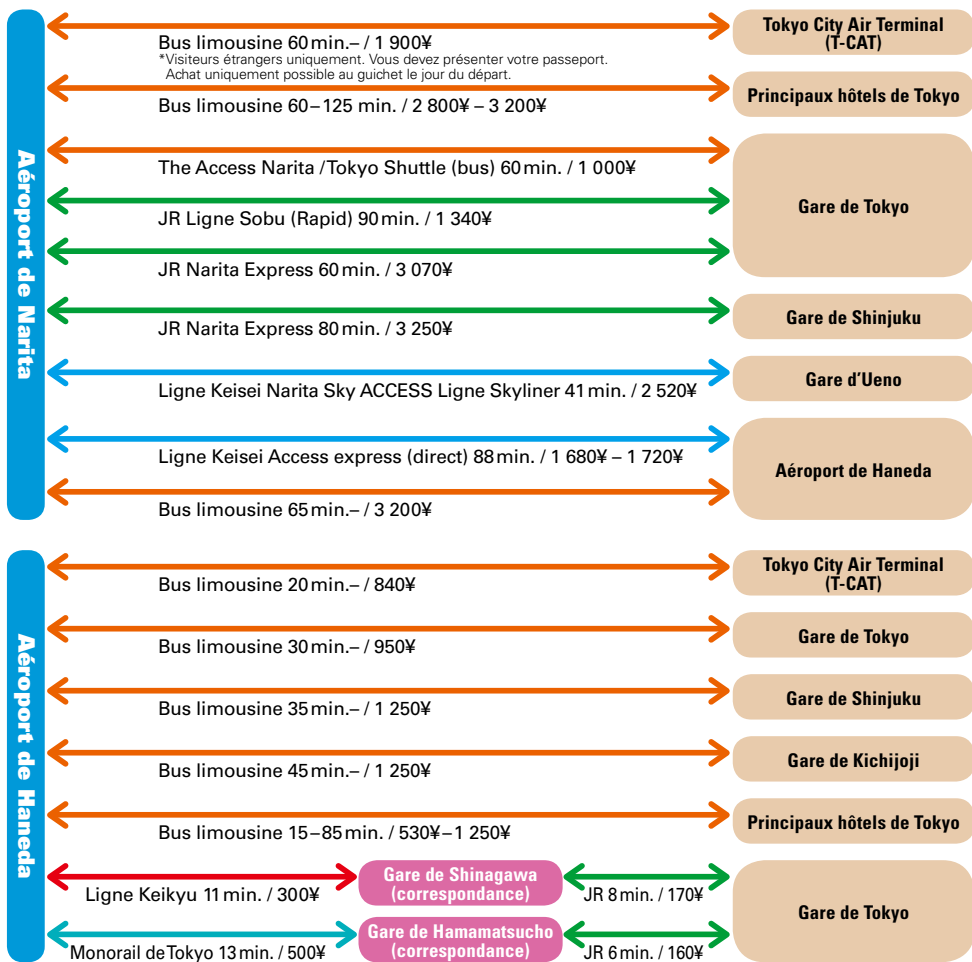 Aéroport de Narita
Bus limousine 60 min.– / 1 900¥
*Visiteurs étrangers uniquement. Vous devez présenter votre passeport.
Achat uniquement possible au guichet le jour du départ.
Tokyo City Air Terminal
(T-CAT)
Bus limousine 60–125 min. / 2 800¥ – 3 200¥
Principaux hôtels de Tokyo
The Access Narita / Tokyo Shuttle (bus) 60 min. / 1 000¥
JR Ligne Sobu (Rapid) 90 min. / 1 340¥
JR Narita Express 60 min. / 3 070¥
Gare de Tokyo
JR Narita Express 80 min. / 3 250¥
Gare de Shinjuku
Ligne Keisei Narita Sky ACCESS Ligne Skyliner 41 min. / 2 520¥
Gare d'Ueno
Ligne Keisei Access express (direct) 88 min. / 1 680¥ – 1 720¥
Bus limousine 65 min.– / 3 200¥
Aéroport de Haneda
Aéroport de Haneda
Bus limousine 20 min.– / 840¥
Tokyo City Air Terminal
(T-CAT)
Bus limousine 30 min.– / 950¥
Gare de Tokyo
Bus limousine 35 min.– / 1 250¥
Gare de Shinjuku
Bus limousine 45 min.– / 1 250¥
Gare de Kichijoji
Bus limousine 15–85 min. / 530¥–1 250¥
Principaux hôtels de Tokyo
Ligne Keikyu 11 min. / 300¥
Gare de Shinagawa
(correspondance)
JR 8 min. / 170¥
Monorail de Tokyo 13 min. / 500¥
Gare de Hamamatsucho
(correspondance)
JR 6 min. / 160¥
Gare de Tokyo